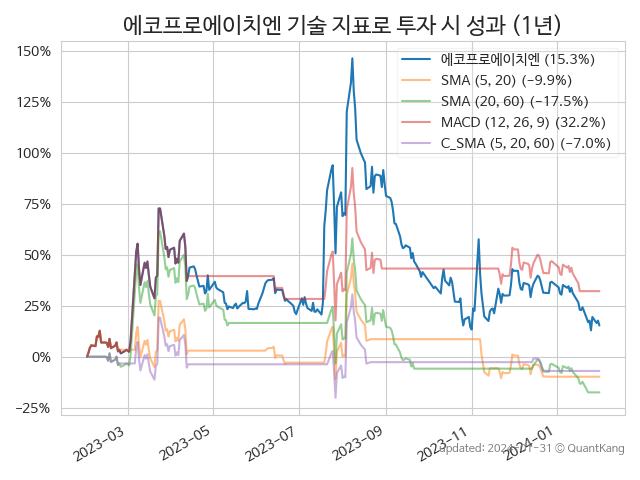 에코프로에이치엔 기술 지표로 투자 시 성과 (1년)
150%
125%
100%
75%
50%
25%
0%
−25%
에코프로에이치엔 (15.3%)
SMA (5, 20) (−9.9%)
SMA (20, 60) (−17.5%)
MACD (12, 26, 9) (32.2%)
C_SMA (5, 20, 60) (−7.0%)
2023-03
2023-05
2023-07
2023-09
2023-11
2024-01
updated: 2024-01-31 © QuantKang